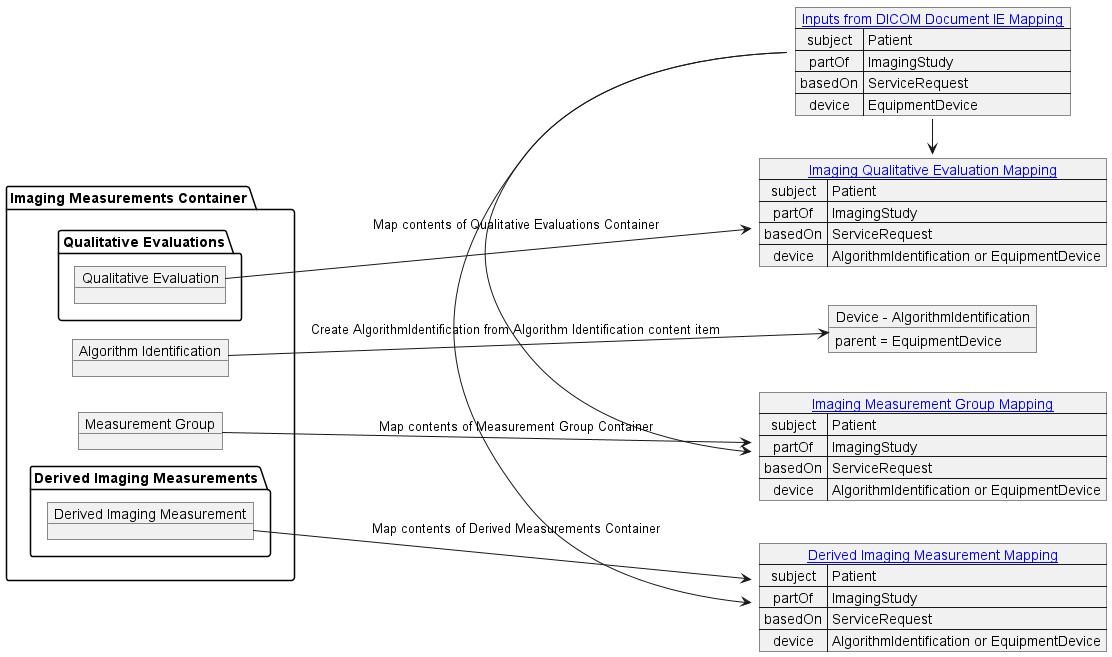 Inputs from DICOM Document IE Mapping
subject Patient
partOf ImagingStudy
basedOn ServiceRequest
device EquipmentDevice
Imaging Qualitative Evaluation Mapping
subject Patient
partOf ImagingStudy
basedOn ServiceRequest
device AlgorithmIdentification or EquipmentDevice
Imaging Measurements Container
Qualitative Evaluations
Qualitative Evaluation
Map contents of Qualitative Evaluations Container
Algorithm Identification
Create AlgorithmIdentification from Algorithm Identification content item
Device - AlgorithmIdentification
parent = EquipmentDevice
Measurement Group
Map contents of Measurement Group Container
Imaging Measurement Group Mapping
subject Patient
partOf ImagingStudy
basedOn ServiceRequest
device AlgorithmIdentification or EquipmentDevice
Derived Imaging Measurements
Derived Imaging Measurement
Map contents of Derived Measurements Container
Derived Imaging Measurement Mapping
subject Patient
partOf ImagingStudy
basedOn ServiceRequest
device AlgorithmIdentification or EquipmentDevice